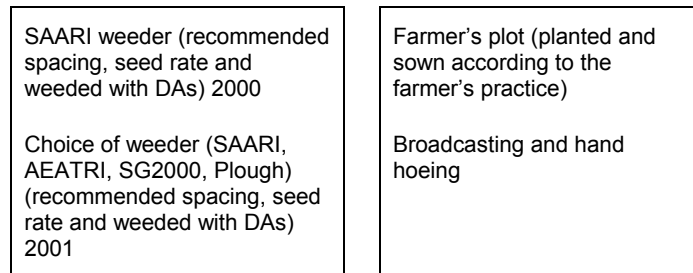 SAARI weeder (recommended
spacing, seed rate and
weeded with DAs) 2000
Choice of weeder (SAARI,
AEATRI, SG2000, Plough)
(recommended spacing, seed
rate and weeded with DAs)
2001
Farmer's plot (planted and
sown according to the
farmer's practice)
Broadcasting and hand
hoeing